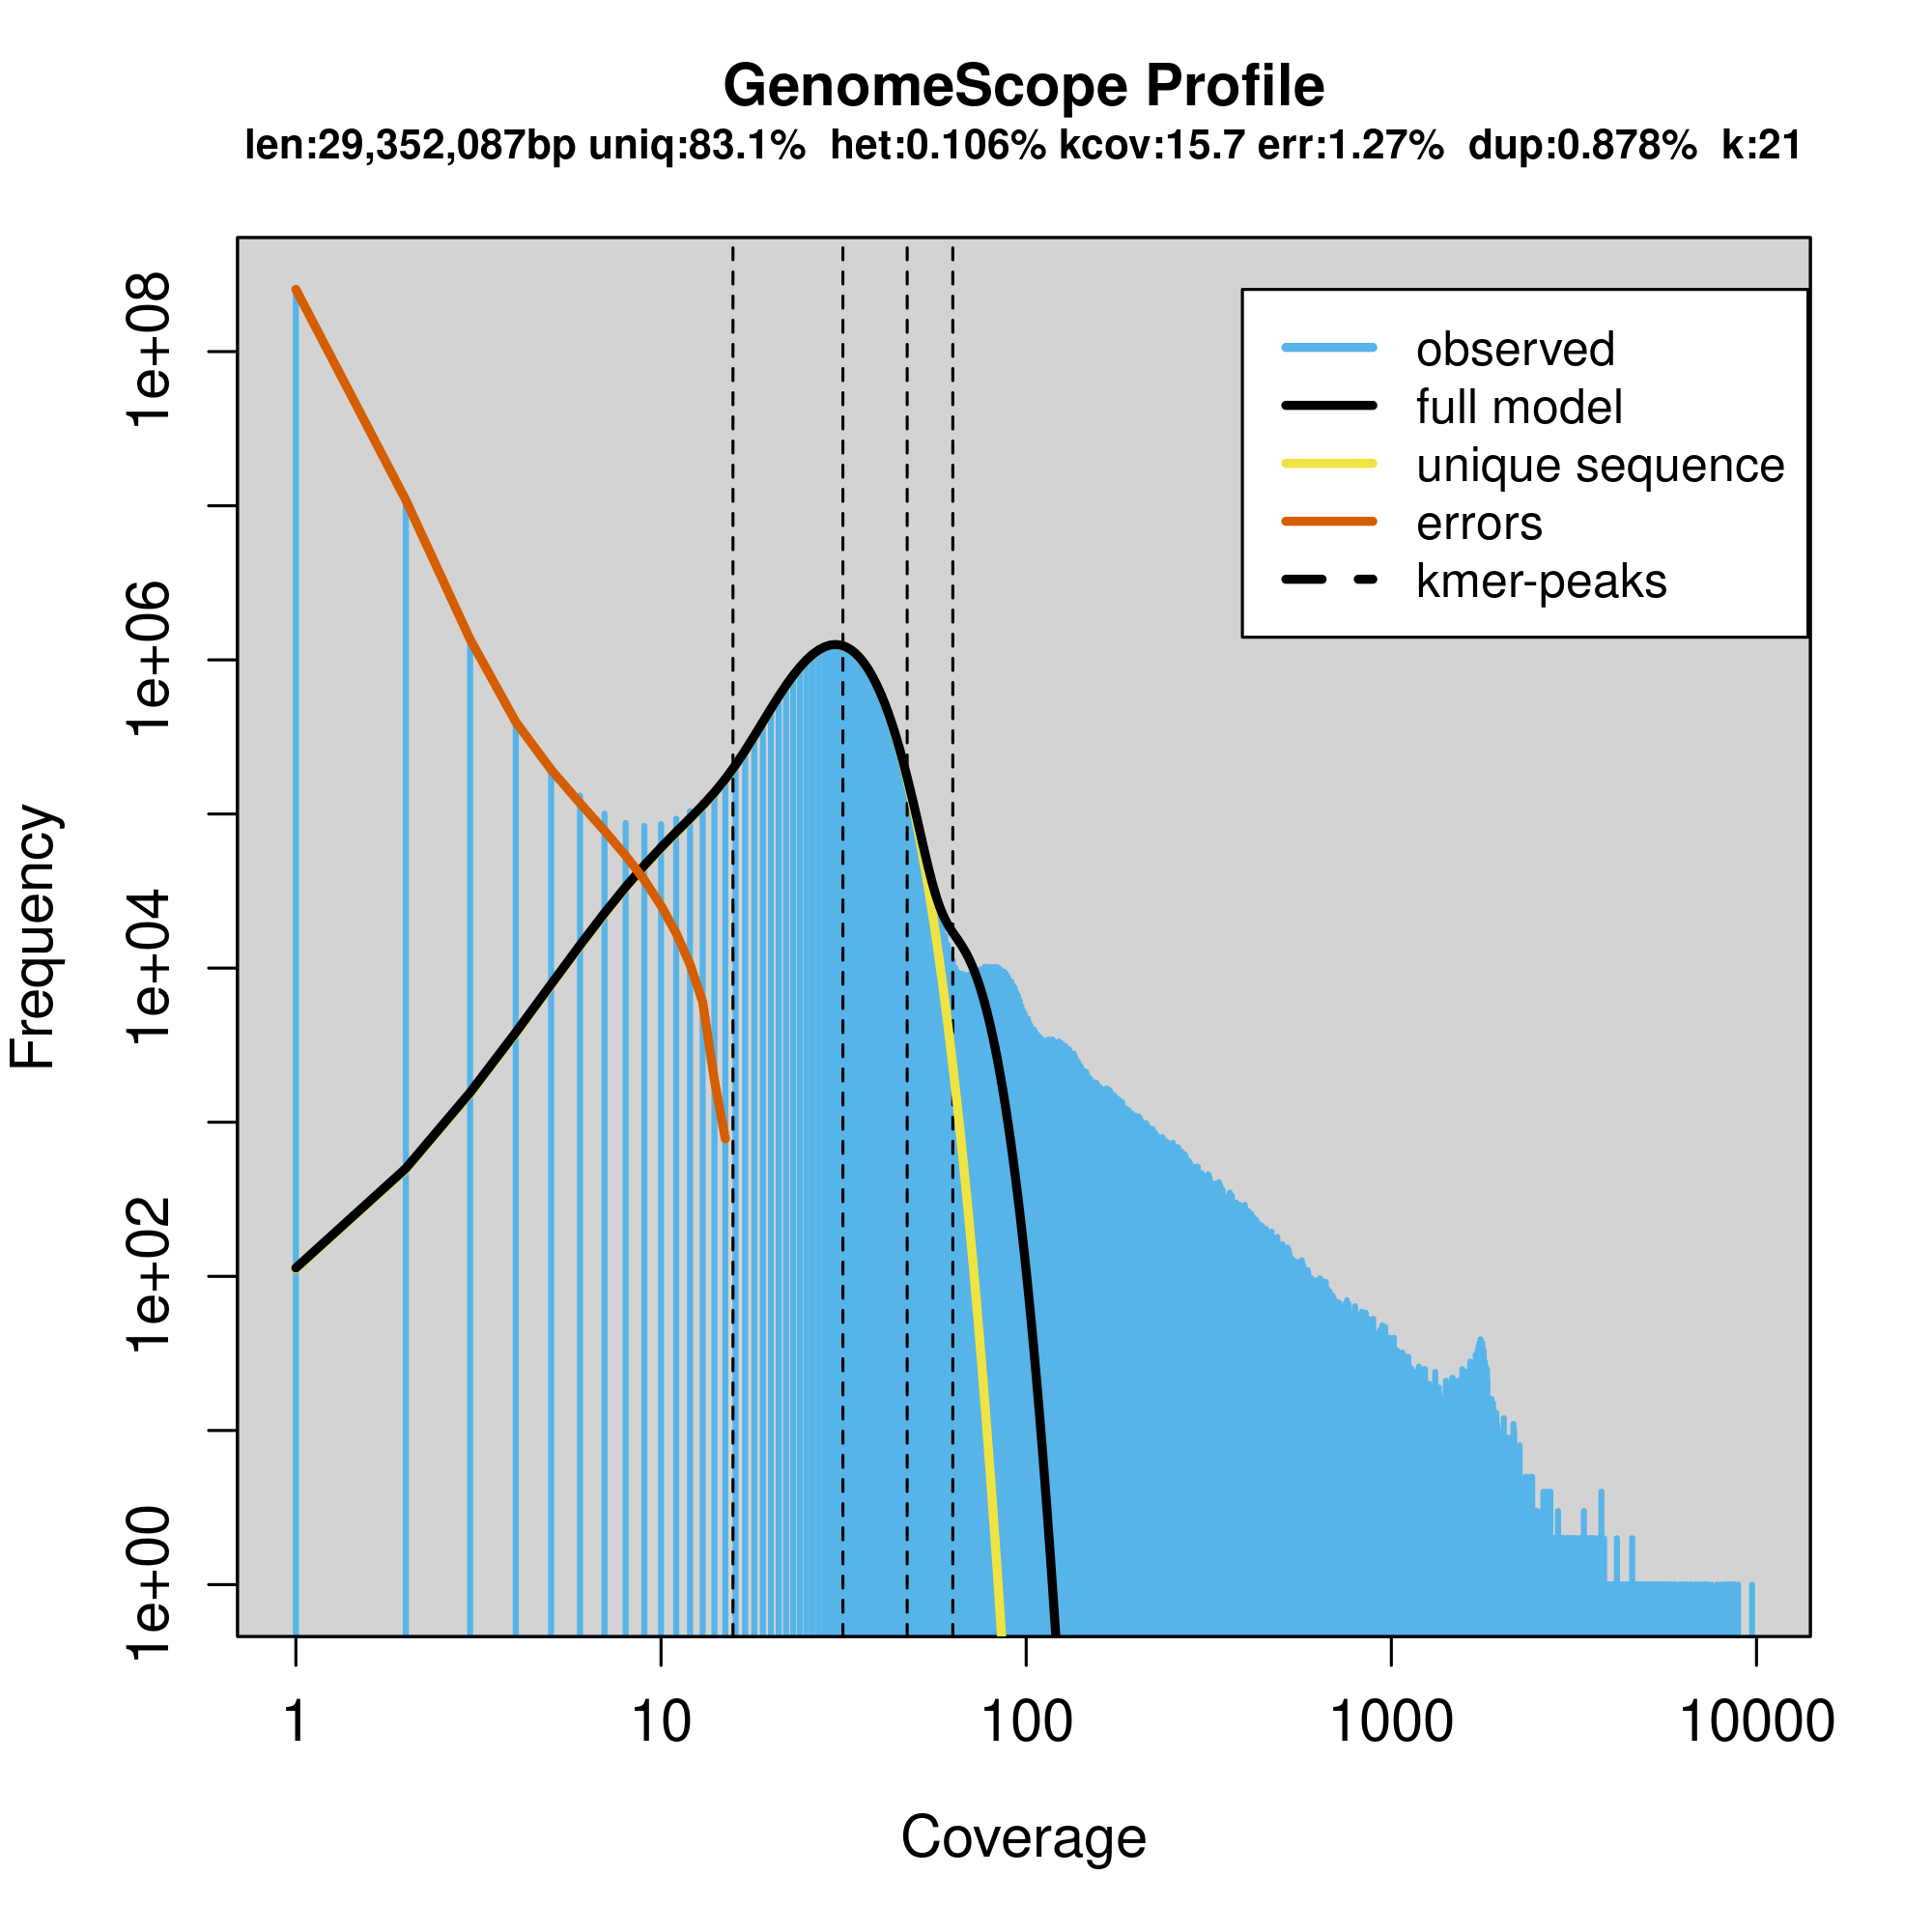 GenomeScope Profile
len:29,352,087bp uniq:83.1% het:0.106% kcov:15.7 err:1.27% dup:0.878% k:21
observed
full model
unique sequence
errors
kmer-peaks
Frequency
1e+08
1e+06
1e+04
1e+02
1e+00
1 10 100 1000 10000
Coverage